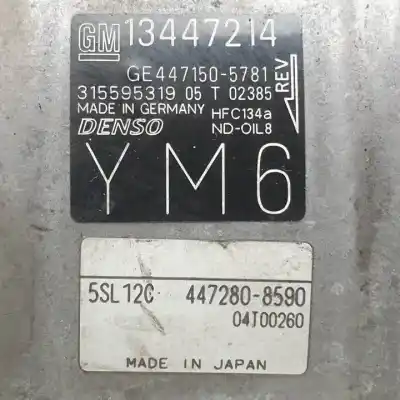 GM 13447214
GE447150-5781
315595319 05 T 02385
REV
MADE IN GERMANY HFC134a
DENSO ND-OIL8
YM6
5SL12C 447280-8590
04T00260
MADE IN JAPAN